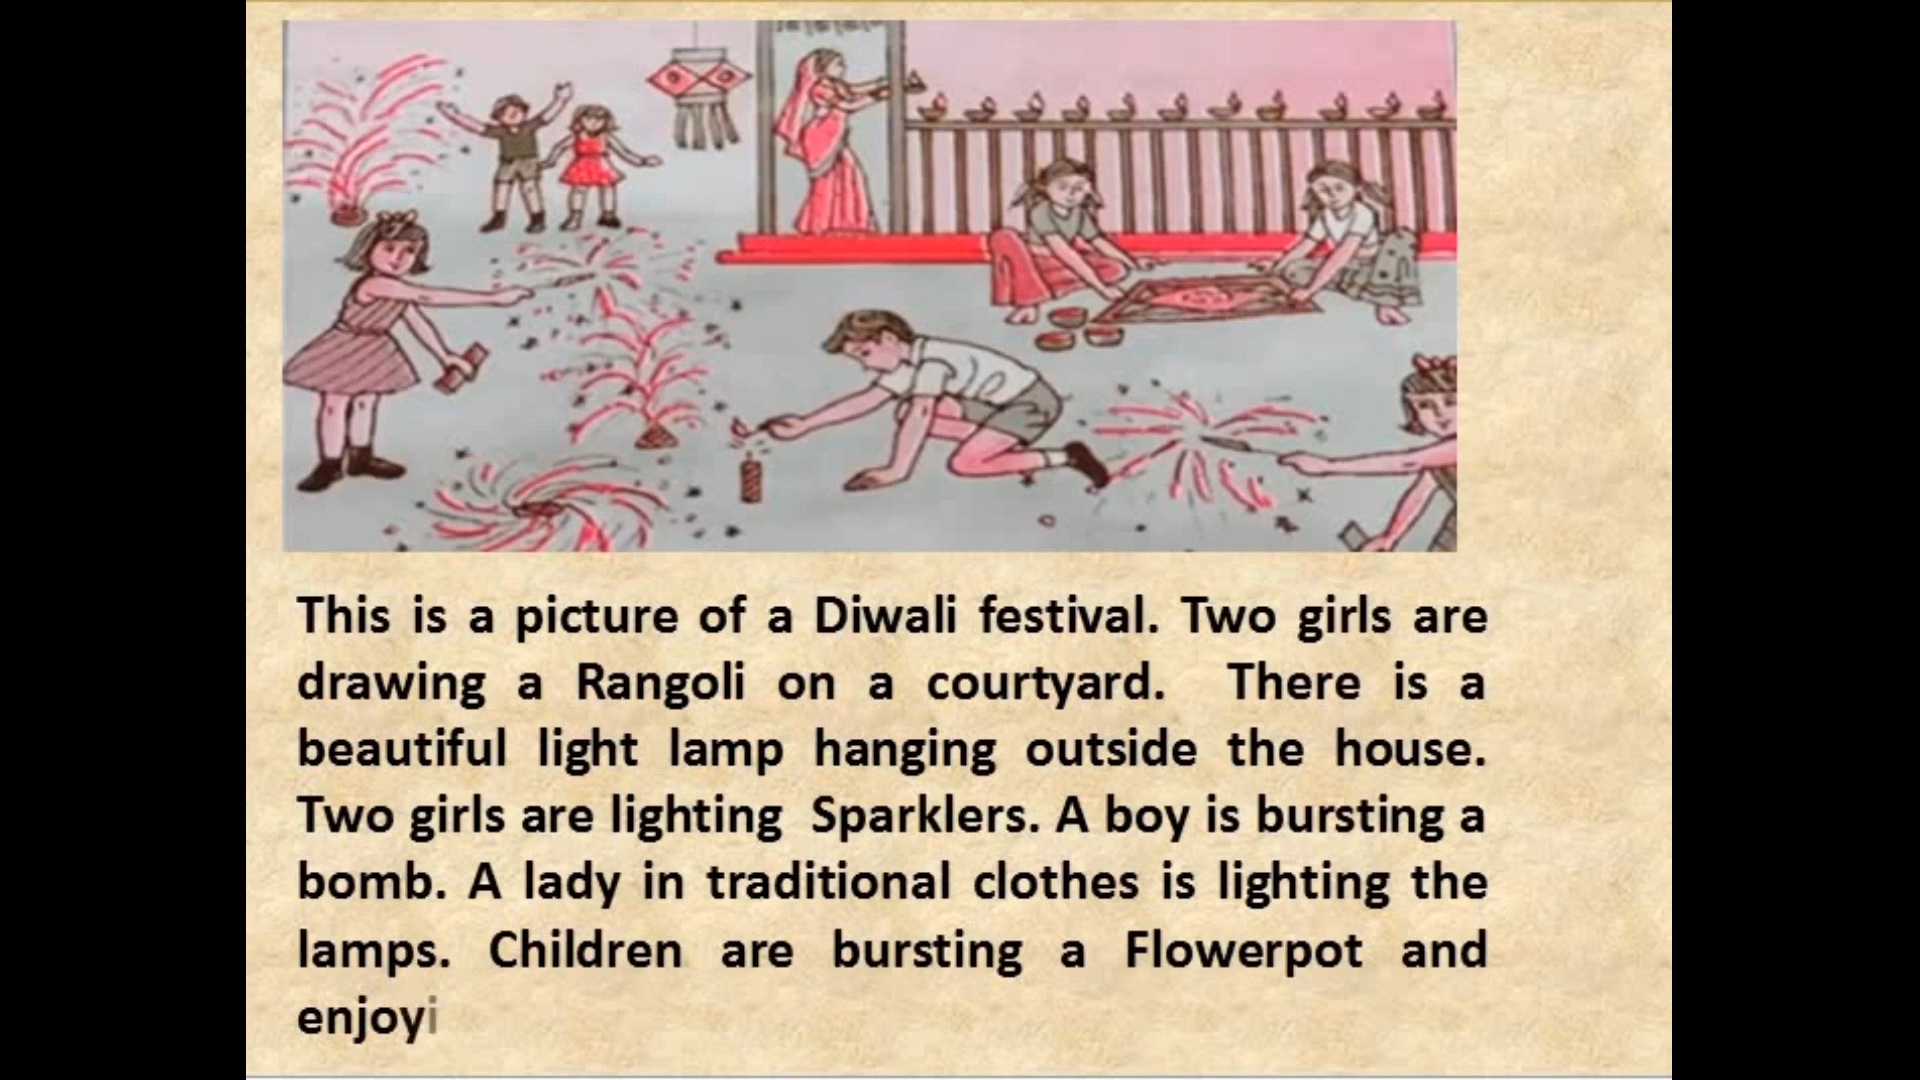 This is a picture of a Diwali festival. Two girls are
drawing a Rangoli on a courtyard. There is a
beautiful light lamp hanging outside the house.
Two girls are lighting Sparklers. A boy is bursting a
bomb. A lady in traditional clothes is lighting the
lamps. Children are bursting a Flowerpot and
enjoyi